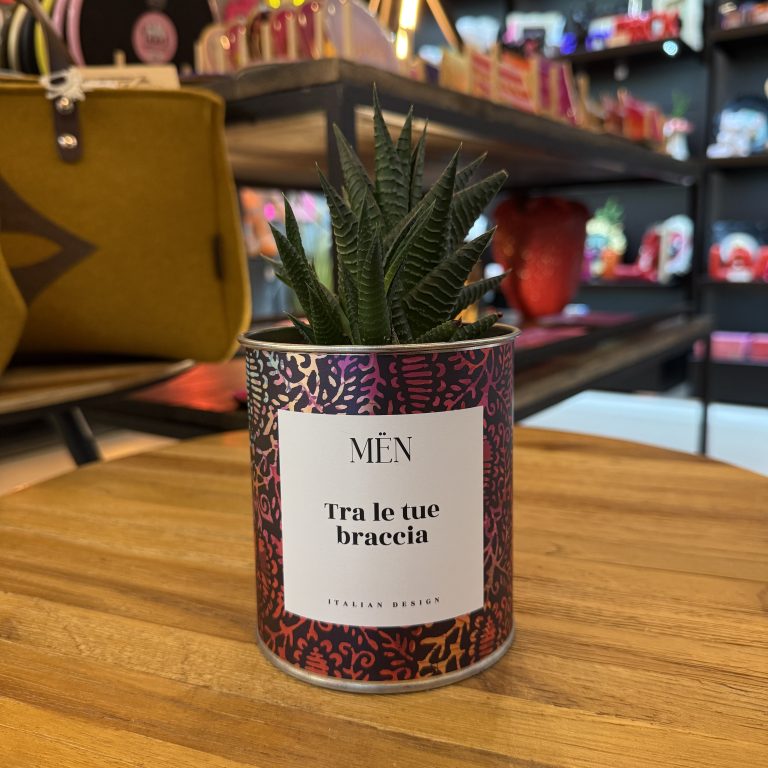 MËN
Tra le tue
braccia
ITALIAN DESIGN